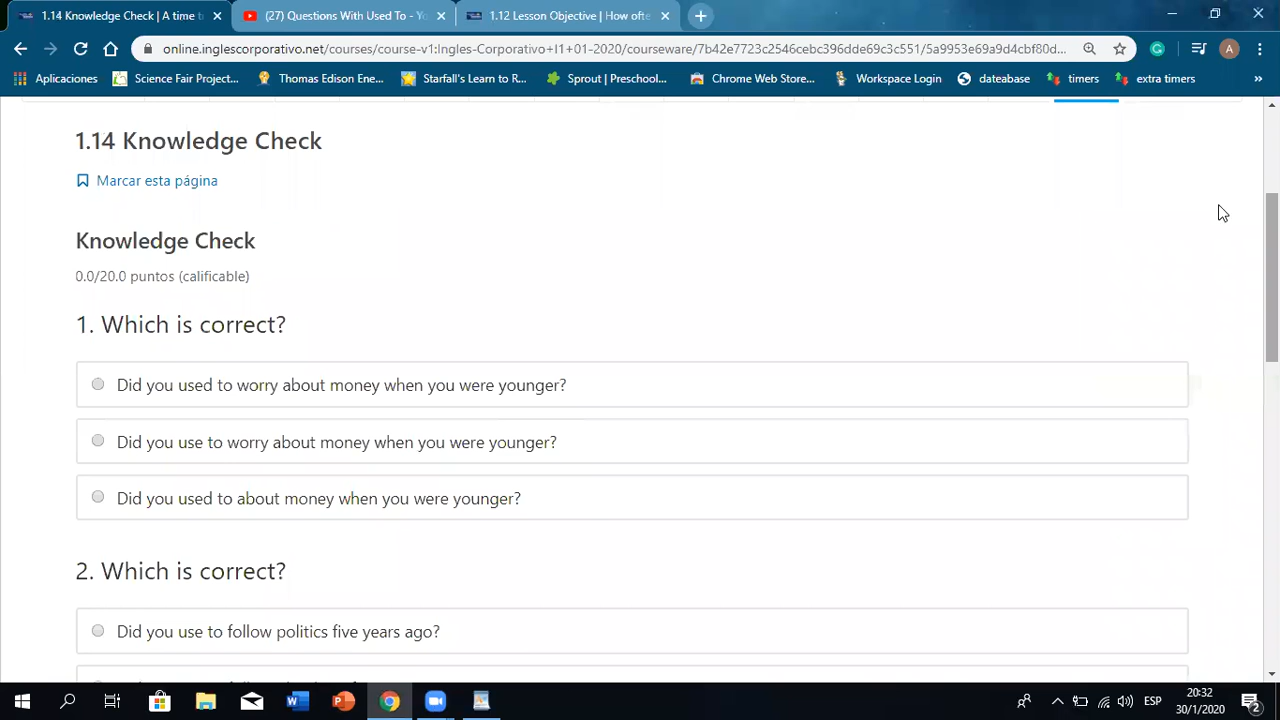 1.14 Knowledge Check | A time t
(27) Questions With Used To - Yo
1.12 Lesson Objective | How ofte
online.inglescorporativo.net/courses/course-v1:Ingles-Corporativo+I1+01-2020/courseware/7b42e7723c2546cebc396dde69c3c551/5a9953e69a9d4cbf80d...
A
Aplicaciones
Science Fair Project...
Thomas Edison Ene...
Starfall's Learn to R...
Sprout | Preschool...
Chrome Web Store...
Workspace Login
dateabase
timers
extra timers
»
1.14 Knowledge Check
Marcar esta página
Knowledge Check
0.0/20.0 puntos (calificable)
1. Which is correct?
Did you used to worry about money when you were younger?
Did you use to worry about money when you were younger?
Did you used to about money when you were younger?
2. Which is correct?
Did you use to follow politics five years ago?
ESP
20:32
30/1/2020
2